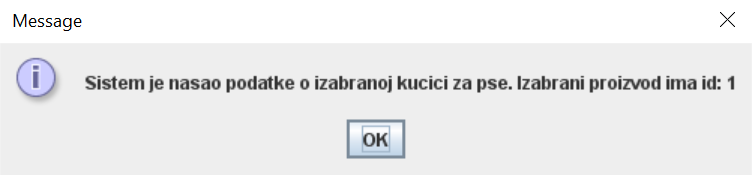 Message
Sistem je nasao podatke o izabranoj kucici za pse. Izabrani proizvod ima id: 1
OK